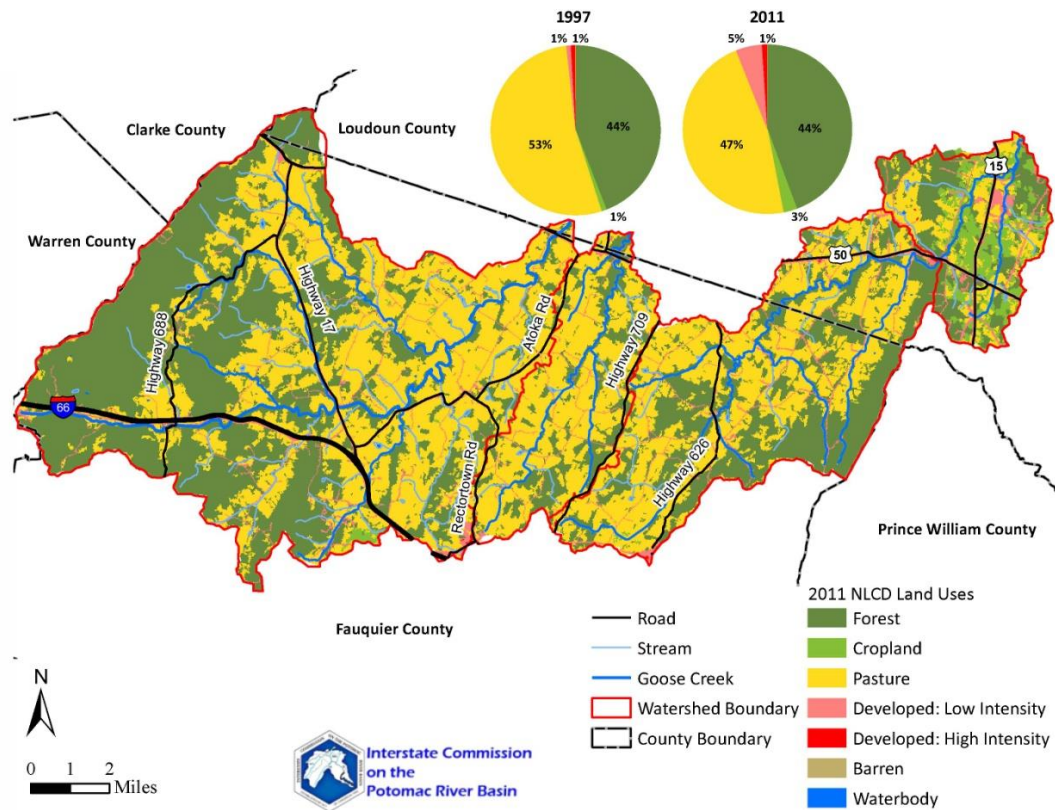 1997
2011
1%
1%
44%
53%
1%
5%
1%
44%
47%
3%
Clarke County
Loudoun County
Warren County
15
50
Highway 688
Highway 17
Atoka Rd
Highway 709
66
Rectortown Rd
Highway 626
Prince William County
Fauquier County
2011 NLCD Land Uses
Road
Forest
Stream
Cropland
Goose Creek
Pasture
Watershed Boundary
Developed: Low Intensity
County Boundary
Developed: High Intensity
Barren
Waterbody
N
0 1 2
Miles
Interstate Commission
on the
Potomac River Basin